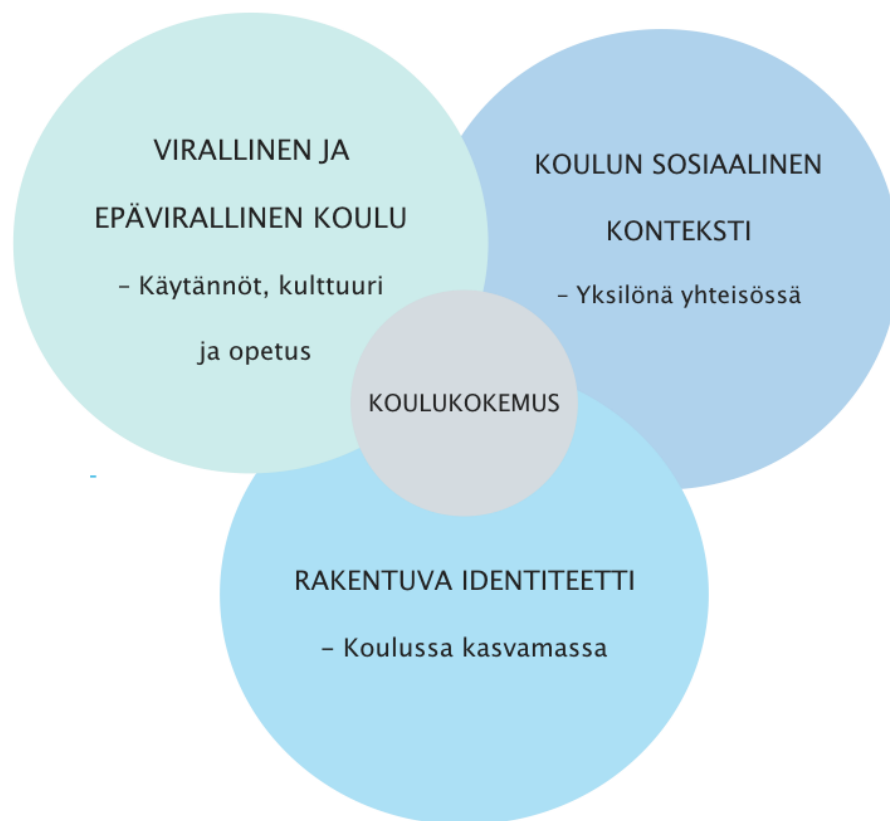 VIRALLINEN JA
EPÄVIRALLINEN KOULU
– Käytännöt, kulttuuri
ja opetus
KOULUN SOSIAALINEN
KONTEKSTI
– Yksilönä yhteisössä
KOULUKOKEMUS
RAKENTUVA IDENTITEETTI
– Koulussa kasvamassa